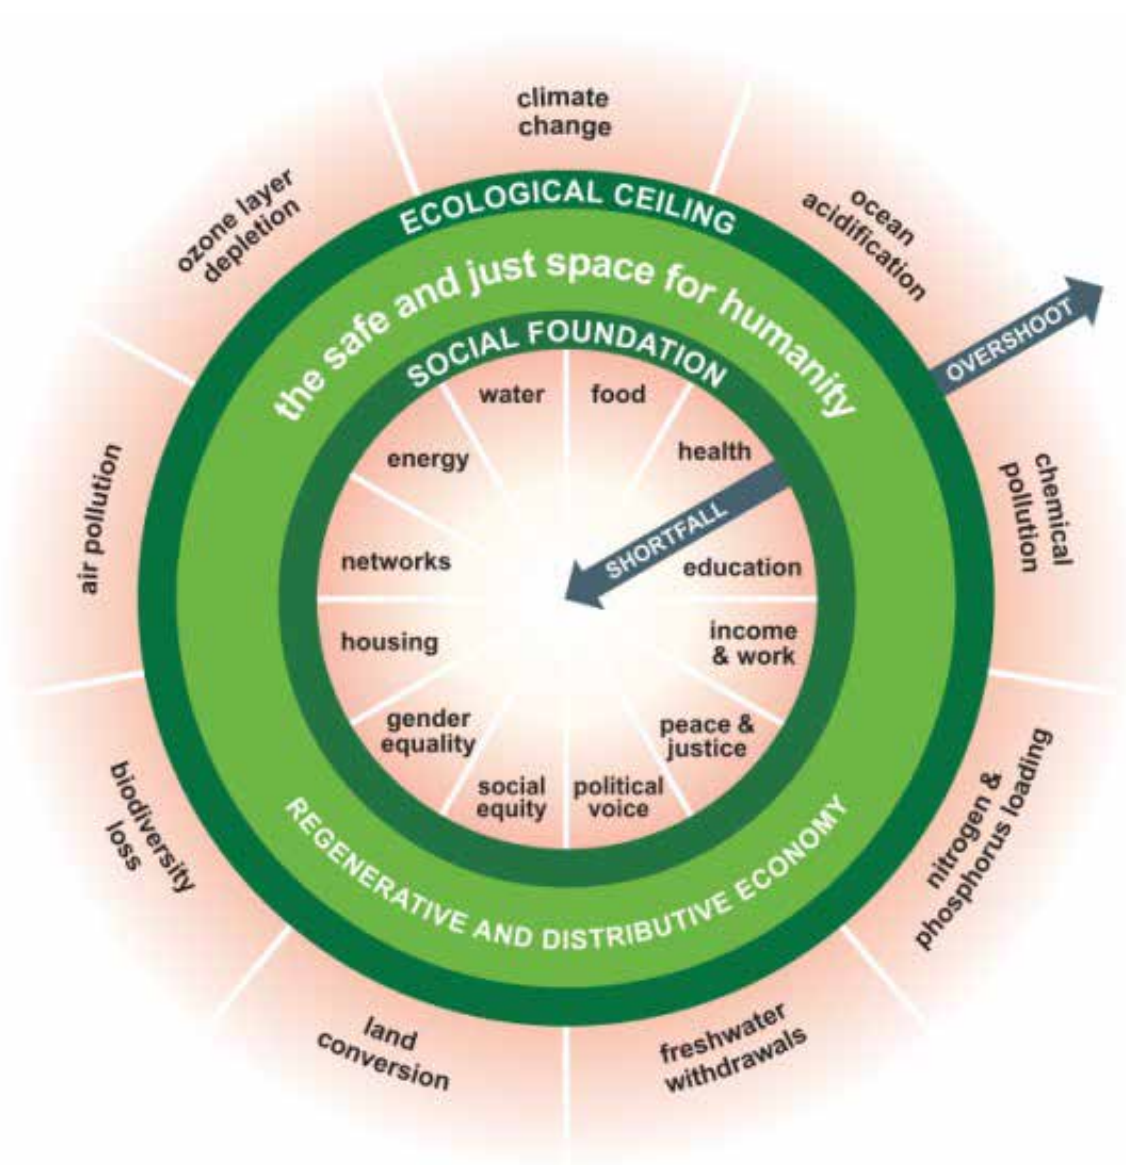 climate
change
ozone layer
depletion
ocean
acidification
ECOLOGICAL CEILING
the safe and just space for humanity
SOCIAL FOUNDATION
OVERSHOOT
water
food
energy
health
air pollution
chemical
pollution
SHORTFALL
networks
education
housing
income
& work
gender
equality
peace &
justice
social
equity
political
voice
biodiversity
loss
nitrogen &
phosphorus loading
REGENERATIVE AND DISTRIBUTIVE ECONOMY
land
conversion
freshwater
withdrawals